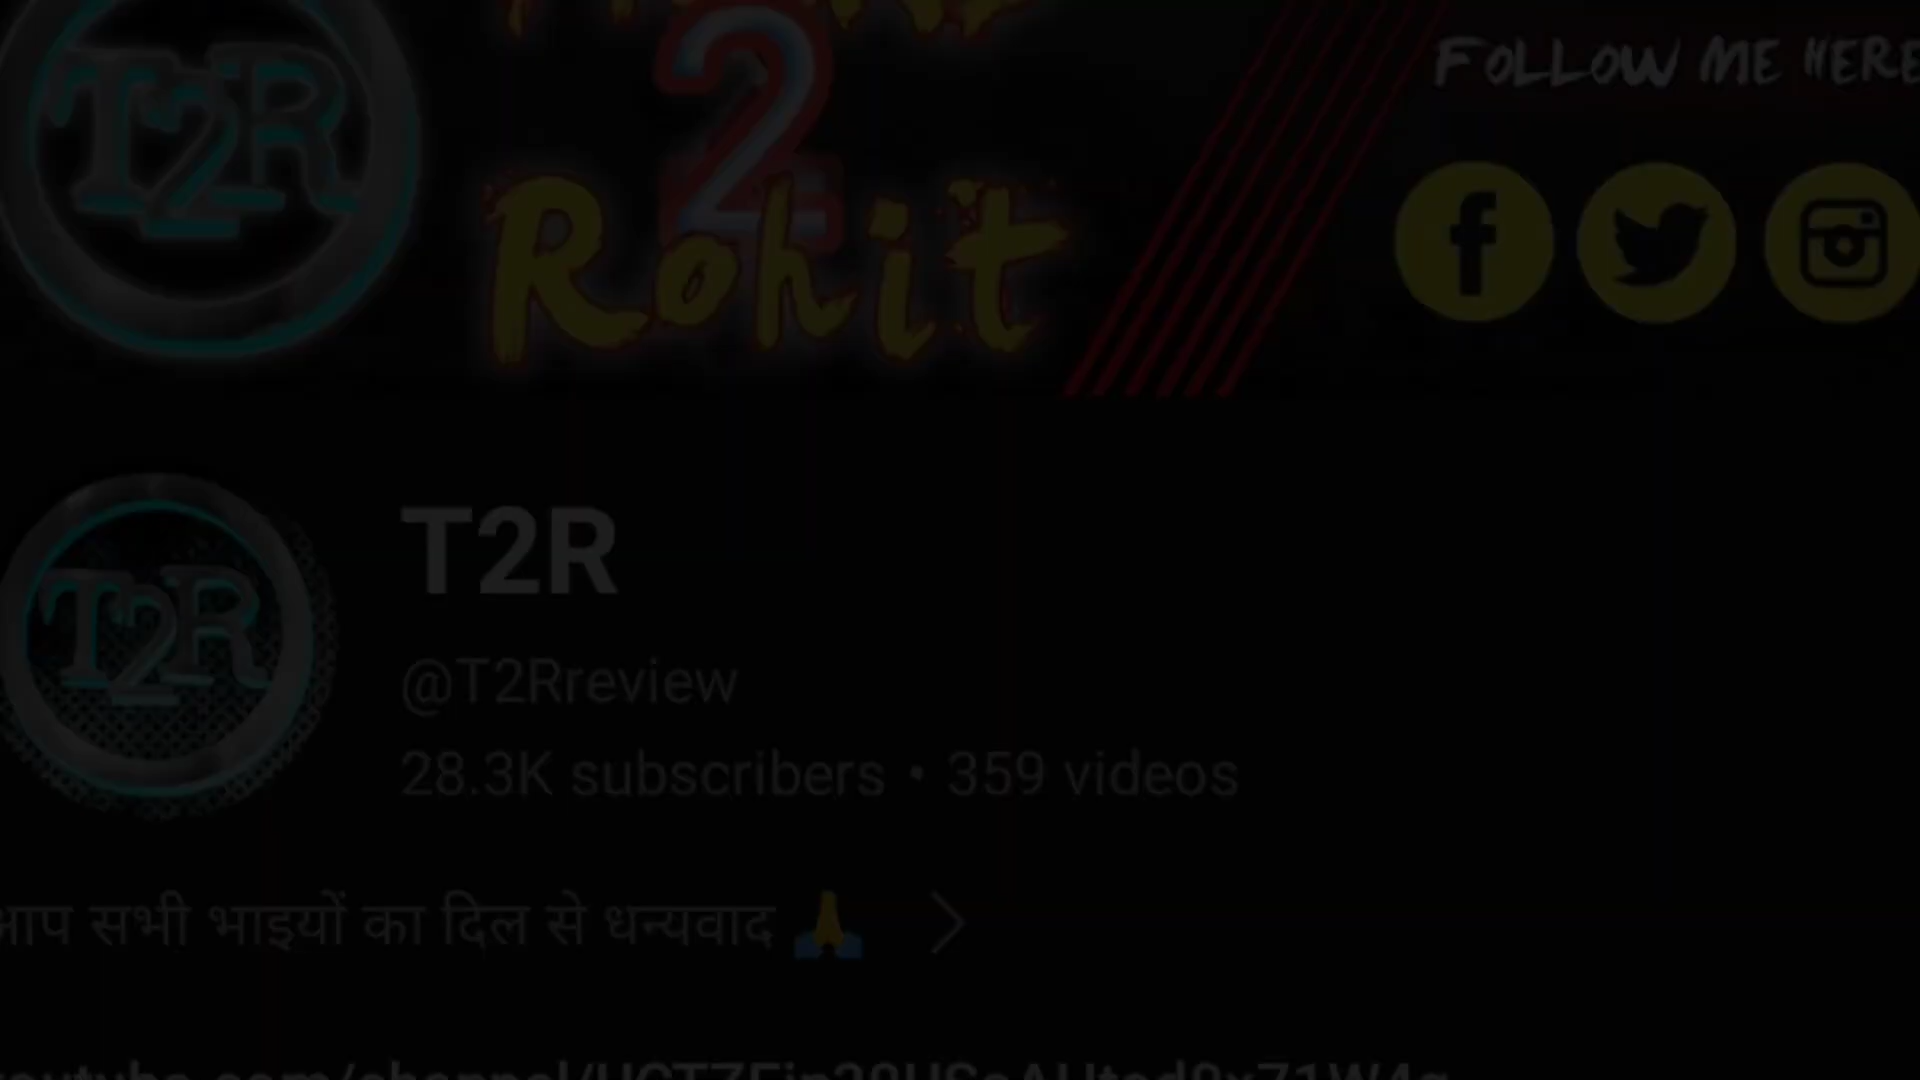 T2R
2
Rohit
FOLLOW ME HERE
T2R
T2R
@T2Rreview
28.3K subscribers • 359 videos
आप सभी भाइयों का दिल से धन्यवाद 🙏